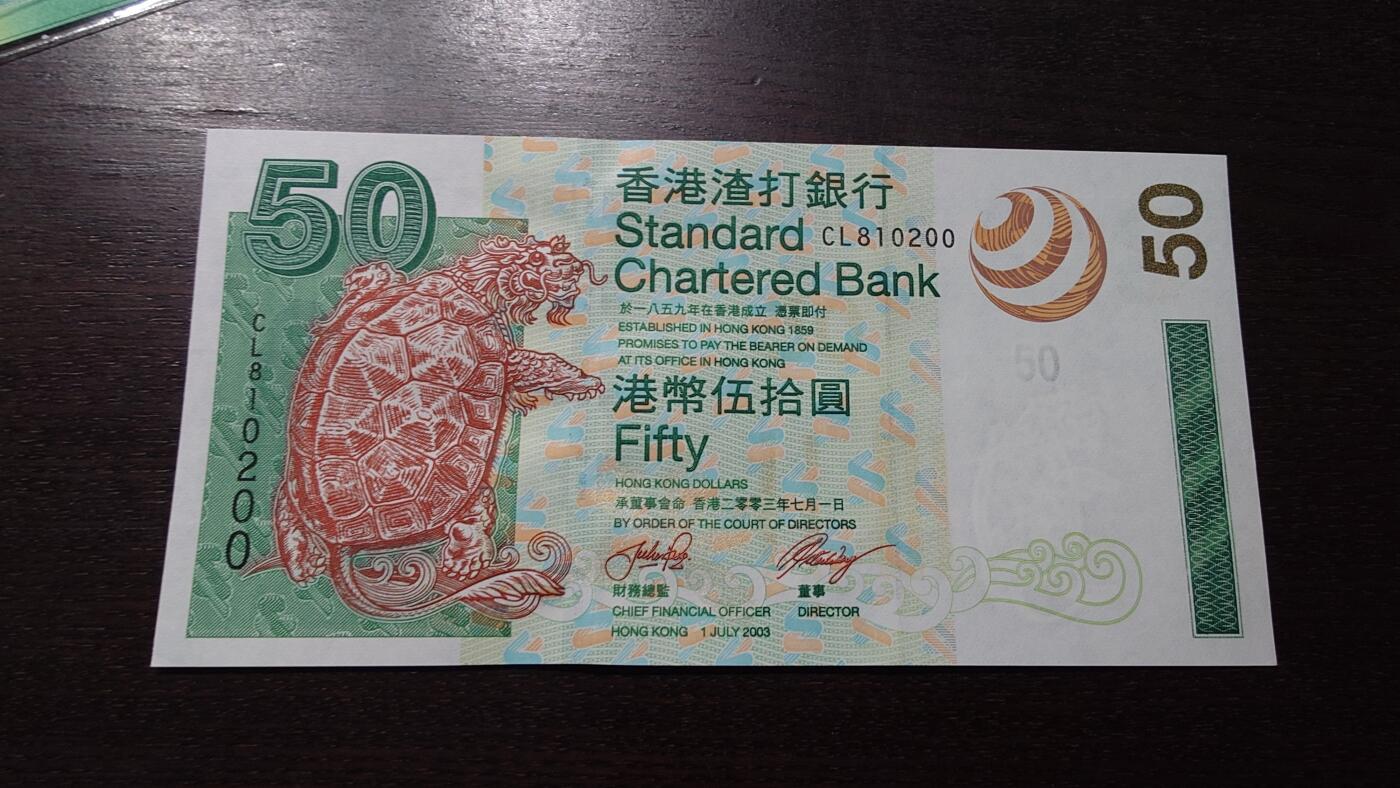 50
CL810200
香港渣打銀行
Standard CL810200
Chartered Bank
於一八五九年在香港成立 憑票即付
ESTABLISHED IN HONG KONG 1859
PROMISES TO PAY THE BEARER ON DEMAND
AT ITS OFFICE IN HONG KONG
港幣伍拾圓
Fifty
HONG KONG DOLLARS
承董事會命 香港二零零三年七月一日
BY ORDER OF THE COURT OF DIRECTORS
財務總監 董事
CHIEF FINANCIAL OFFICER DIRECTOR
HONG KONG 1 JULY 2003
50
50